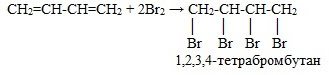 CH₂=CH-CH=CH₂ + 2Br₂ → CH₂-CH-CH-CH₂
| | | |
Br Br Br Br
1,2,3,4-тетрабромбутан